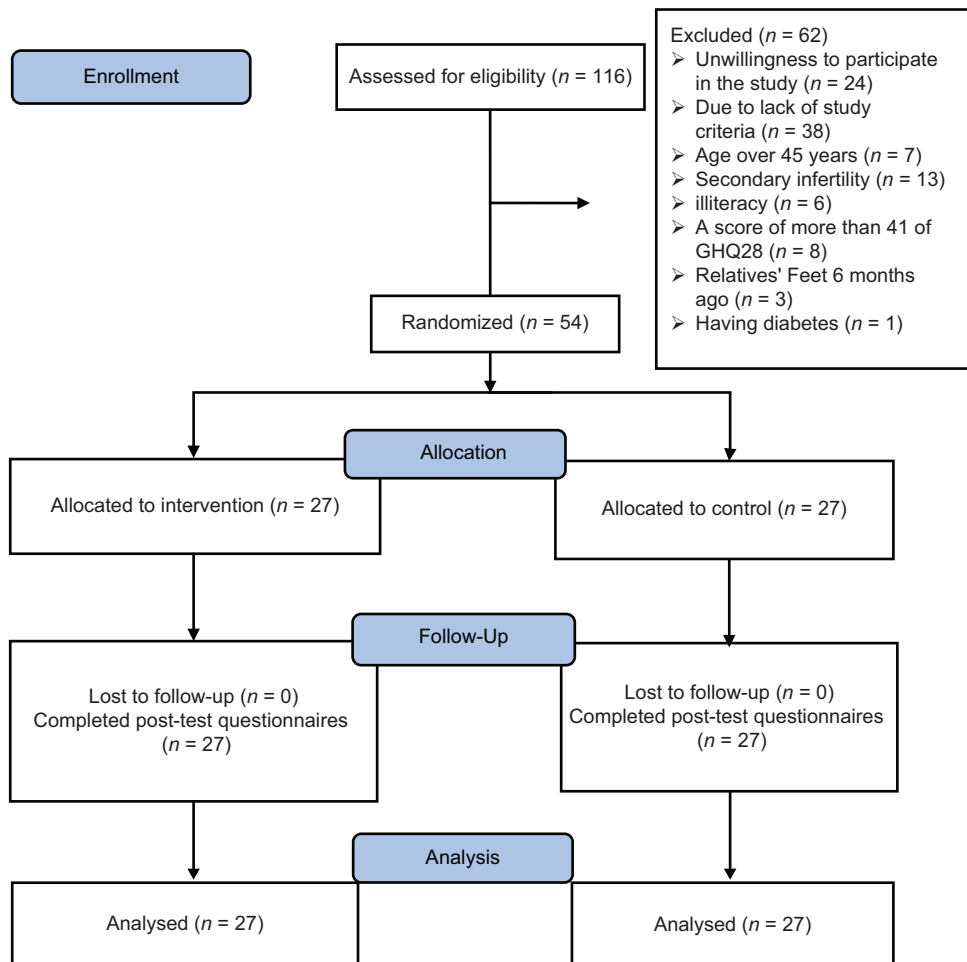 Enrollment
Assessed for eligibility (n = 116)
Excluded (n = 62)
➢ Unwillingness to participate
in the study (n = 24)
➢ Due to lack of study
criteria (n = 38)
➢ Age over 45 years (n = 7)
➢ Secondary infertility (n = 13)
➢ illiteracy (n = 6)
➢ A score of more than 41 of
GHQ28 (n = 8)
➢ Relatives' Feet 6 months
ago (n = 3)
➢ Having diabetes (n = 1)
Randomized (n = 54)
Allocation
Allocated to intervention (n = 27)
Allocated to control (n = 27)
Follow-Up
Lost to follow-up (n = 0)
Completed post-test questionnaires
(n = 27)
Lost to follow-up (n = 0)
Completed post-test questionnaires
(n = 27)
Analysis
Analysed (n = 27)
Analysed (n = 27)